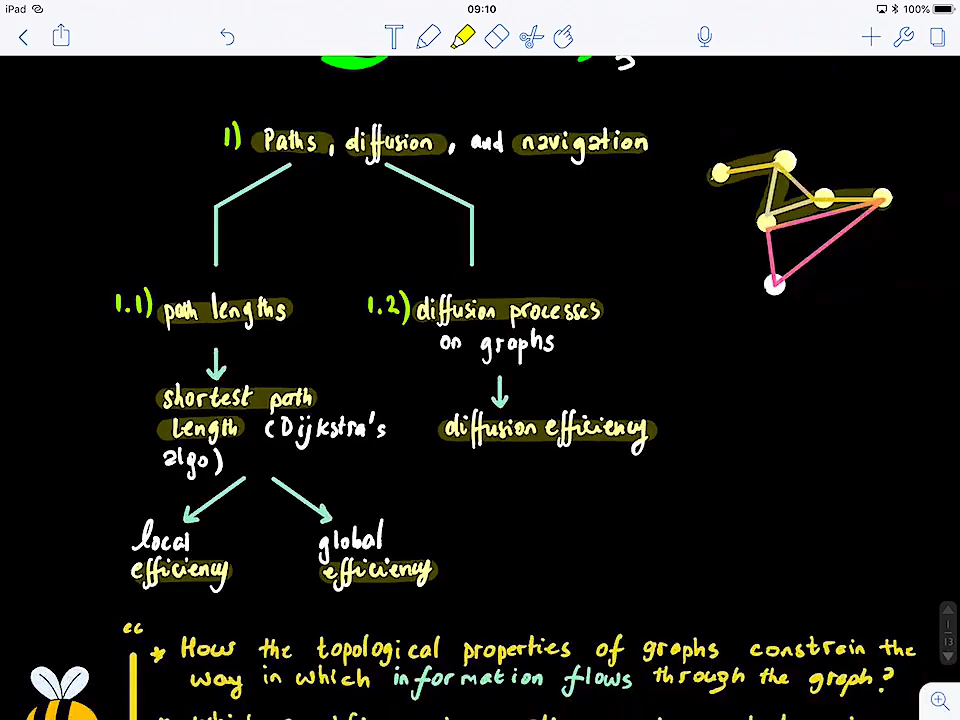 iPad 09:10 100%
T
1) Paths, diffusion, and navigation
1.1) path lengths
1.2) diffusion processes
on graphs
shortest path
length (Dijkstra's
algo)
diffusion efficiency
local
efficiency
global
efficiency
“
* How the topological properties of graphs constrain the
way in which information flows through the graph?
1
13